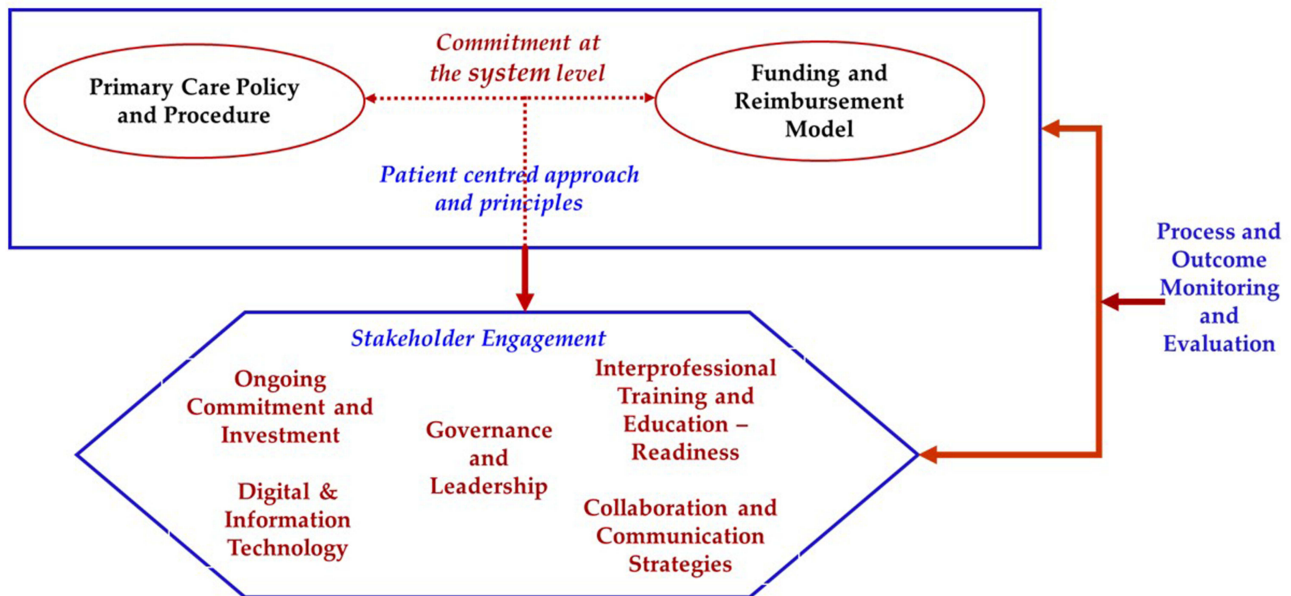 Commitment at
the system level
Primary Care Policy
and Procedure
Funding and
Reimbursement
Model
Patient centred approach
and principles
Process and
Outcome
Monitoring
and
Evaluation
Stakeholder Engagement
Ongoing
Commitment and
Investment
Digital &
Information
Technology
Governance
and
Leadership
Interprofessional
Training and
Education –
Readiness
Collaboration and
Communication
Strategies